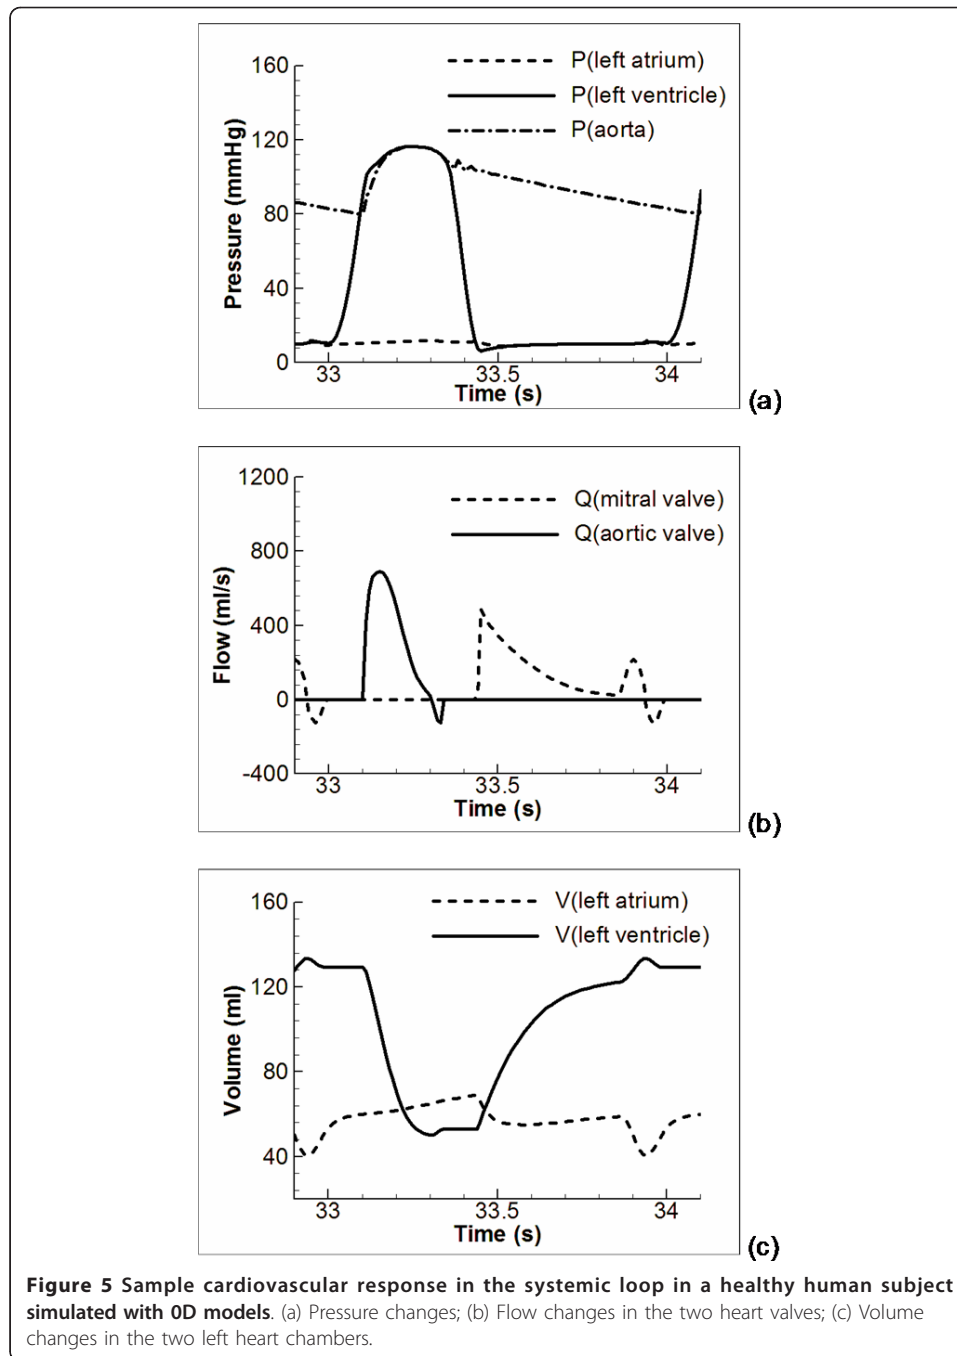 160
120
80
40
0
Pressure (mmHg)
P(left atrium)
P(left ventricle)
P(aorta)
33
33.5
34
Time (s)
(a)
1200
800
400
0
-400
Flow (ml/s)
Q(mitral valve)
Q(aortic valve)
33
33.5
34
Time (s)
(b)
160
120
80
40
Volume (ml)
V(left atrium)
V(left ventricle)
33
33.5
34
Time (s)
(c)
Figure 5 Sample cardiovascular response in the systemic loop in a healthy human subject
simulated with 0D models. (a) Pressure changes; (b) Flow changes in the two heart valves; (c) Volume
changes in the two left heart chambers.